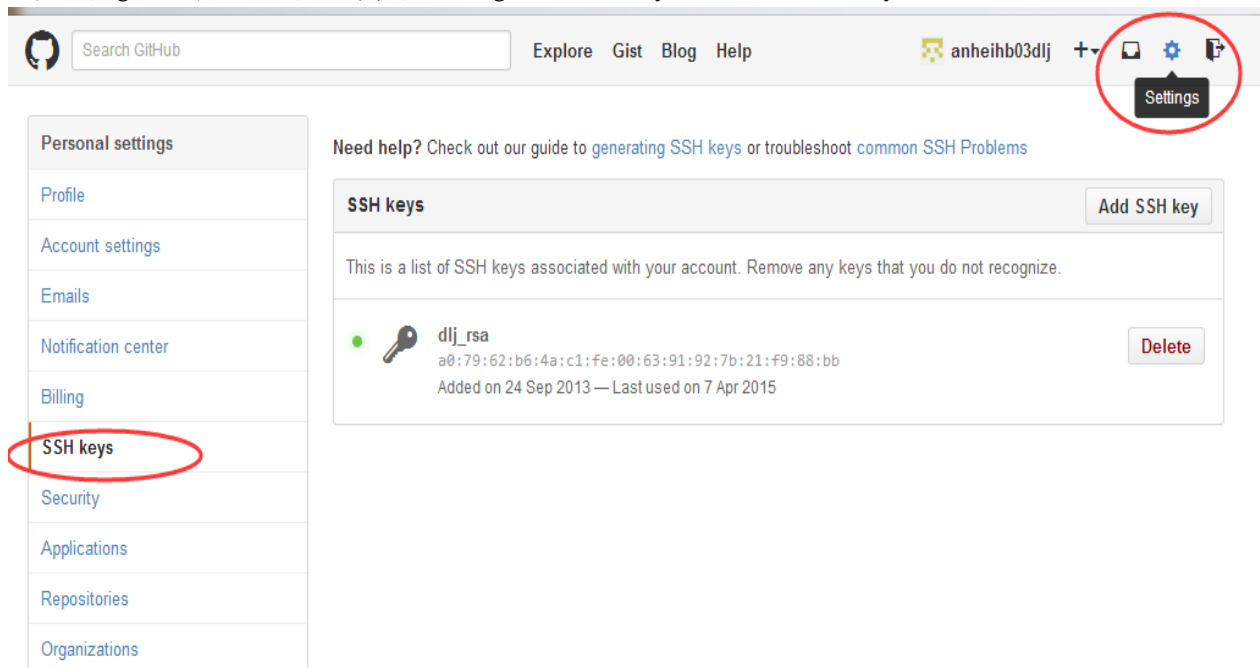 Search GitHub
Explore Gist Blog Help
anheihb03dlj
Settings
Personal settings
Profile
Account settings
Emails
Notification center
Billing
SSH keys
Security
Applications
Repositories
Organizations
Need help? Check out our guide to generating SSH keys or troubleshoot common SSH Problems
SSH keys
Add SSH key
This is a list of SSH keys associated with your account. Remove any keys that you do not recognize.
dlj_rsa
a0:79:62:b6:4a:c1:fe:00:63:91:92:7b:21:f9:88:bb
Added on 24 Sep 2013 — Last used on 7 Apr 2015
Delete